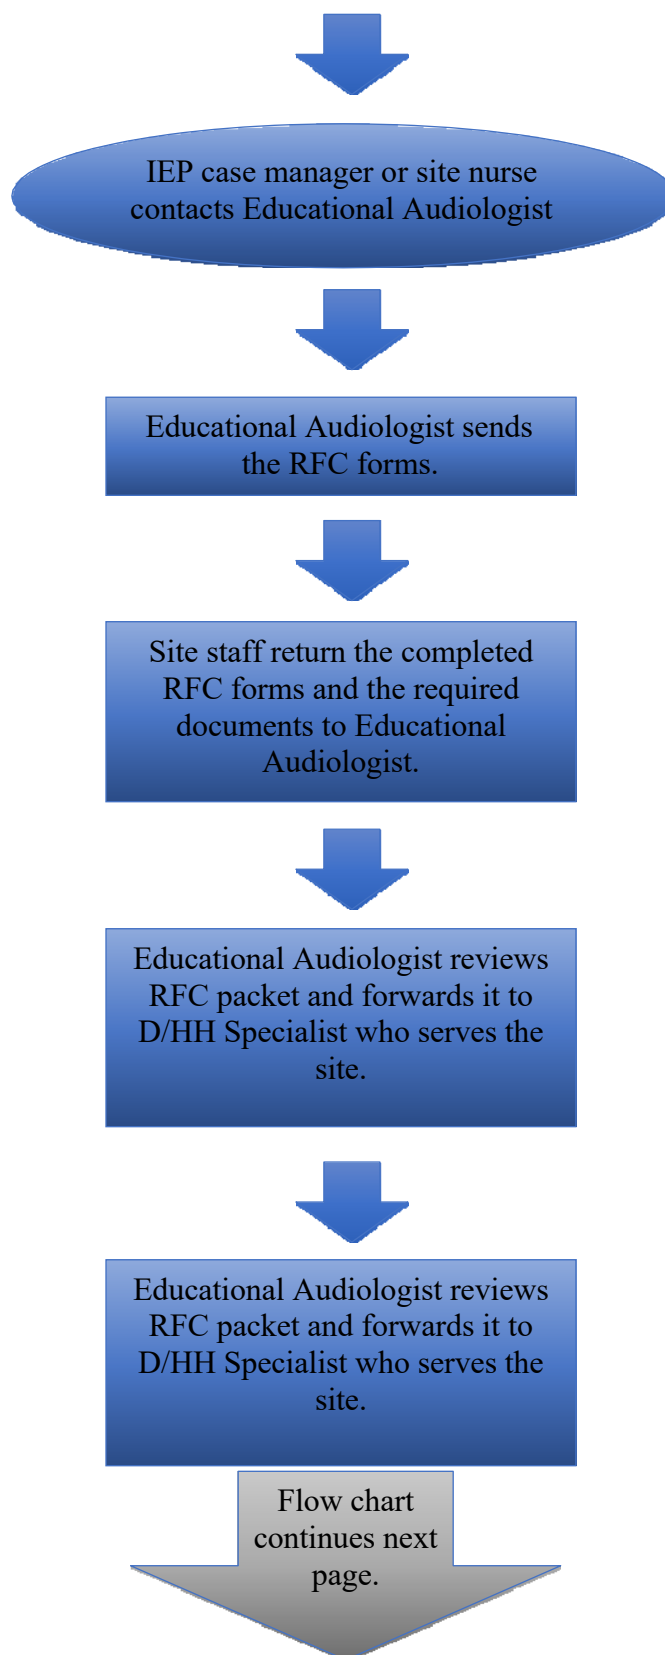 IEP case manager or site nurse
contacts Educational Audiologist
Educational Audiologist sends
the RFC forms.
Site staff return the completed
RFC forms and the required
documents to Educational
Audiologist.
Educational Audiologist reviews
RFC packet and forwards it to
D/HH Specialist who serves the
site.
Educational Audiologist reviews
RFC packet and forwards it to
D/HH Specialist who serves the
site.
Flow chart
continues next
page.